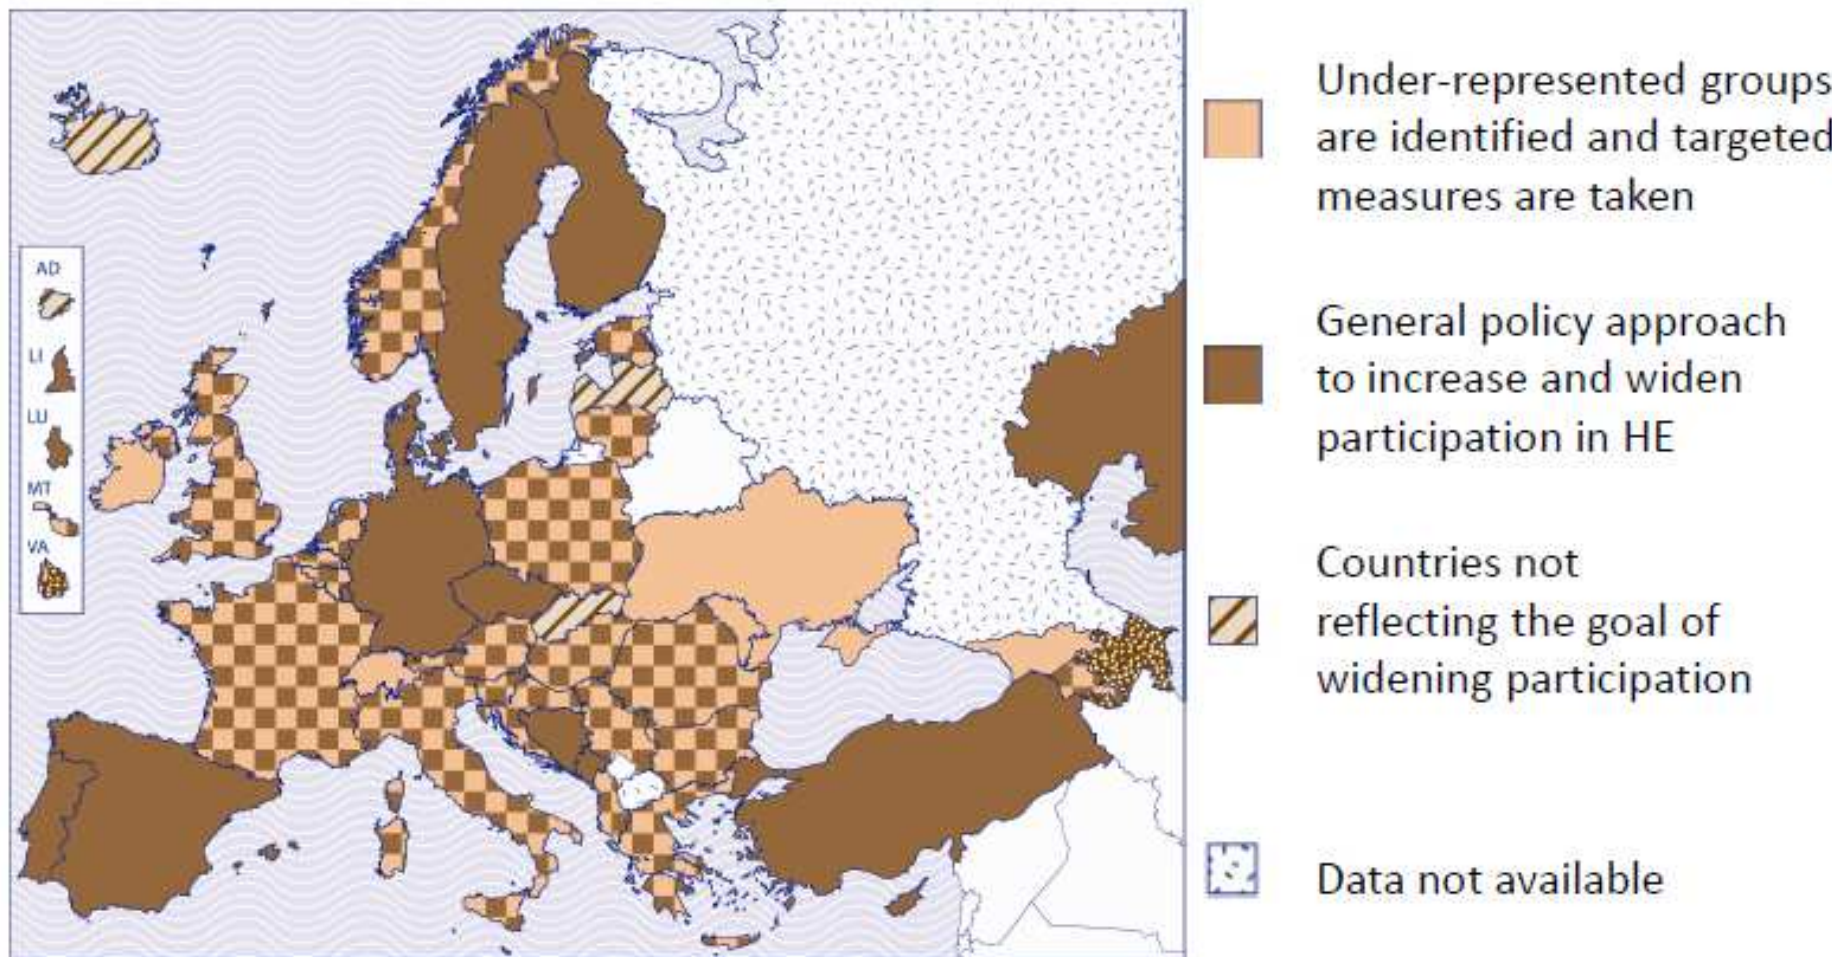 AD
LI
LU
MT
VA
Under-represented groups
are identified and targeted
measures are taken
General policy approach
to increase and widen
participation in HE
Countries not
reflecting the goal of
widening participation
Data not available